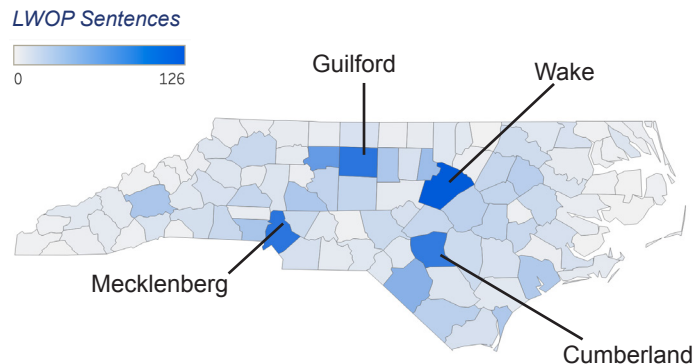 LWOP Sentences
0 126
Guilford
Wake
Mecklenberg
Cumberland